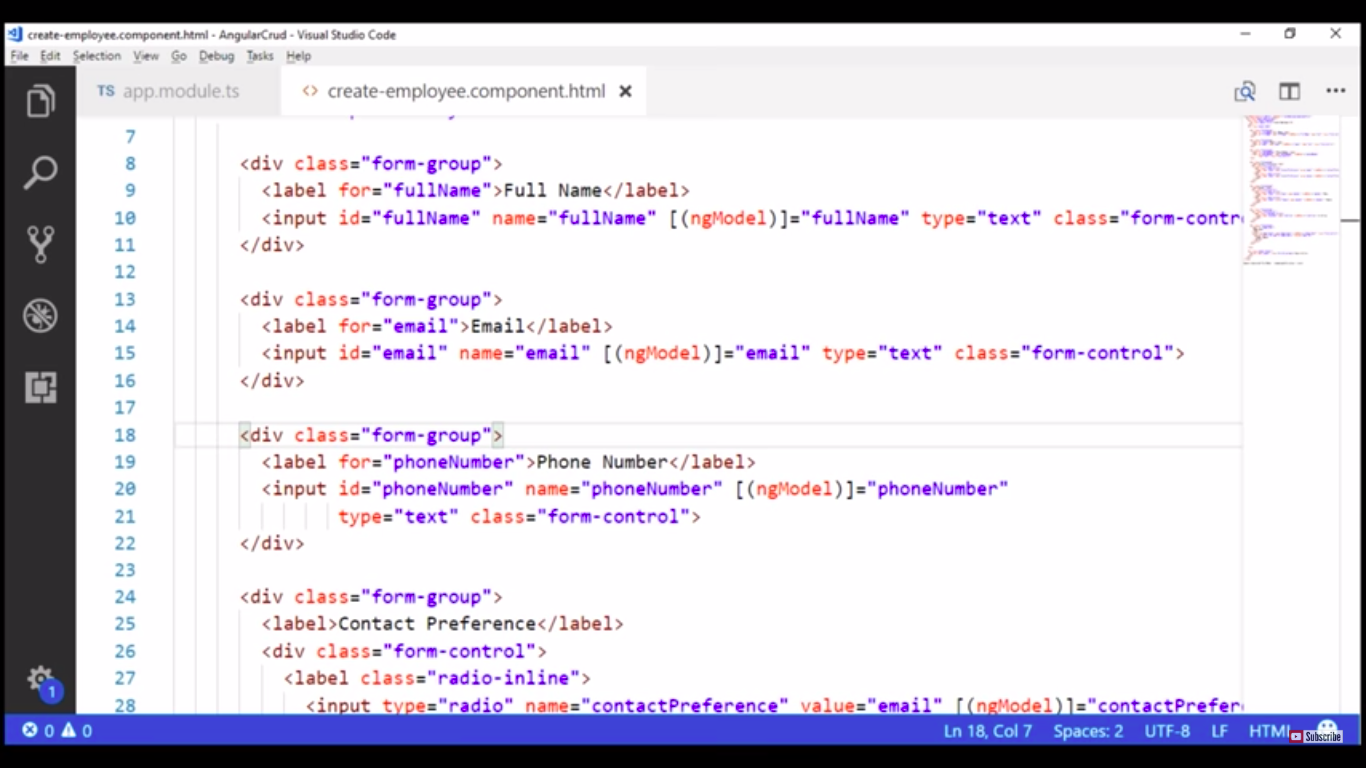 create-employee.component.html - AngularCrud - Visual Studio Code
File Edit Selection View Go Debug Tasks Help
TS app.module.ts <> create-employee.component.html
7
8 <div class="form-group">
9 <label for="fullName">Full Name</label>
10 <input id="fullName" name="fullName" [(ngModel)]="fullName" type="text" class="form-contr
11 </div>
12
13 <div class="form-group">
14 <label for="email">Email</label>
15 <input id="email" name="email" [(ngModel)]="email" type="text" class="form-control">
16 </div>
17
18 <div class="form-group">
19 <label for="phoneNumber">Phone Number</label>
20 <input id="phoneNumber" name="phoneNumber" [(ngModel)]="phoneNumber"
21 type="text" class="form-control">
22 </div>
23
24 <div class="form-group">
25 <label>Contact Preference</label>
26 <div class="form-control">
27 <label class="radio-inline">
28 <input type="radio" name="contactPreference" value="email" [(ngModel)]="contactPrefer
1
0 0 Ln 18, Col 7 Spaces: 2 UTF-8 LF HTML
Subscribe